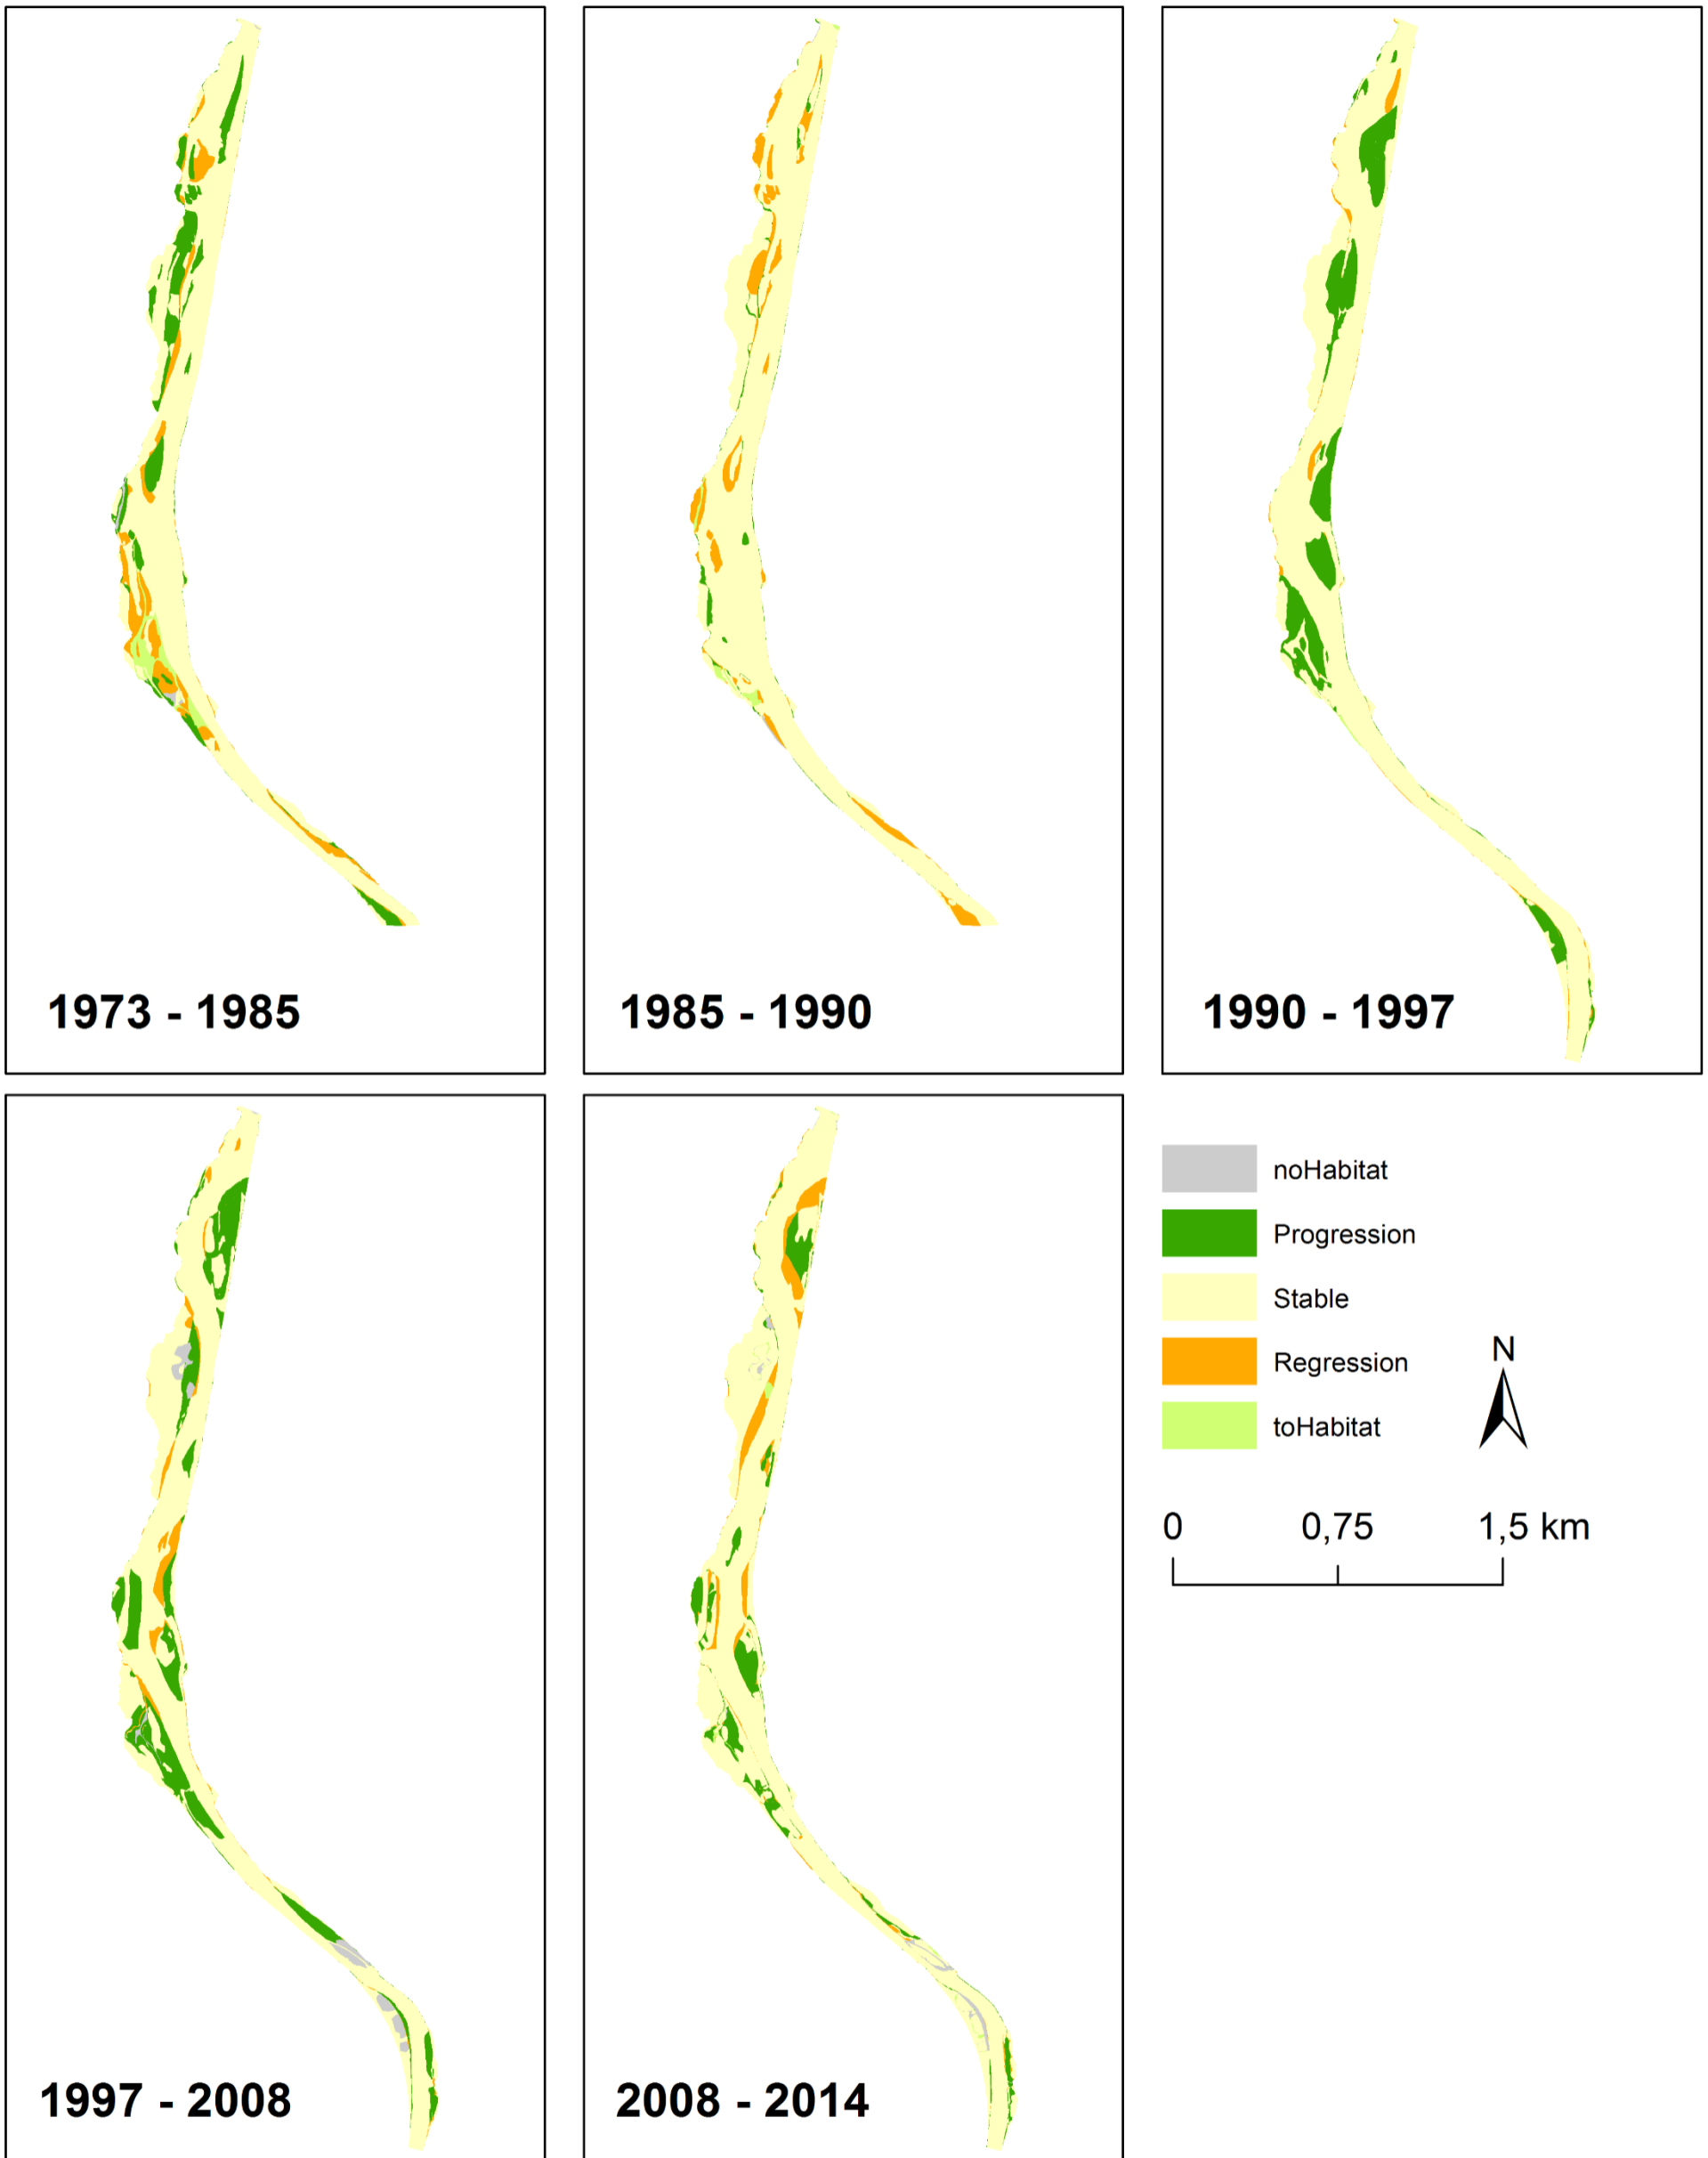 1973 - 1985
1985 - 1990
1990 - 1997
noHabitat
Progression
Stable
Regression
toHabitat
N
0 0,75 1,5 km
1997 - 2008
2008 - 2014